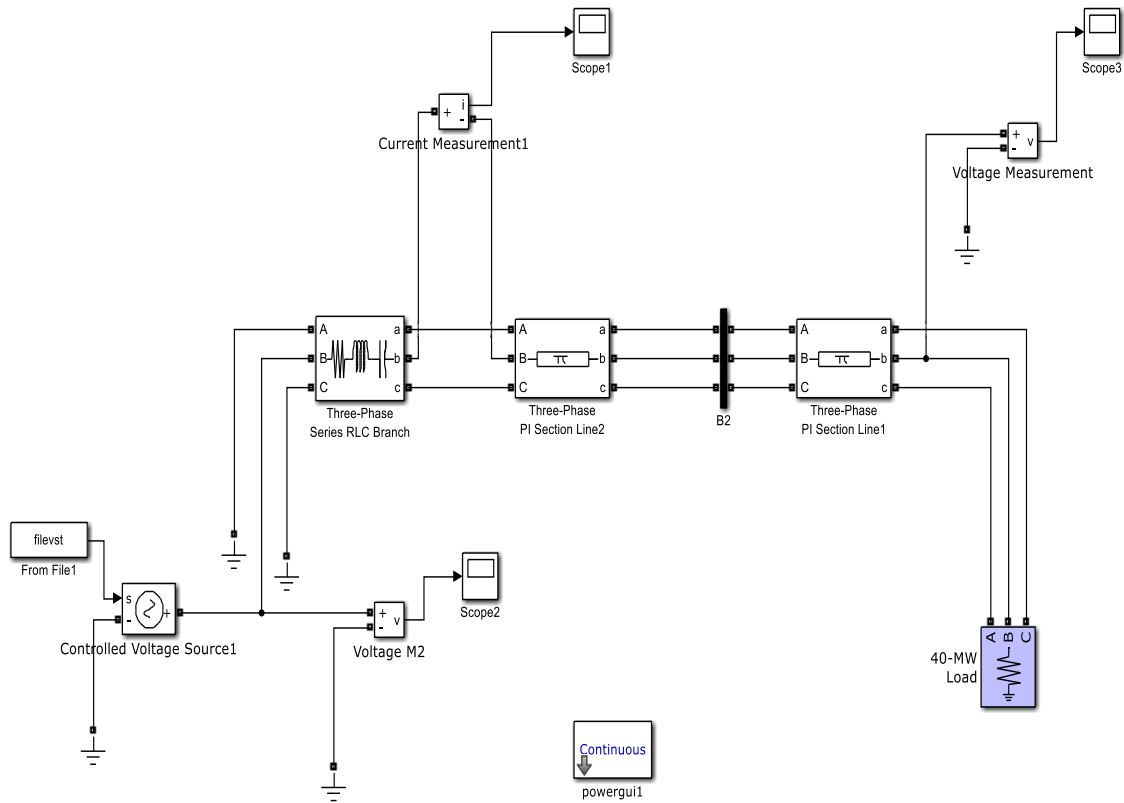 Scope1
Scope3
+ i
-
Current Measurement1
+ v
-
Voltage Measurement
A a
B b
C c
Three-Phase
Series RLC Branch
A a
B π b
C c
Three-Phase
PI Section Line2
B2
A a
B π b
C c
Three-Phase
PI Section Line1
filevst
From File1
s
- +
Controlled Voltage Source1
+ v
-
Voltage M2
Scope2
A B C
40-MW
Load
Continuous
powergui1